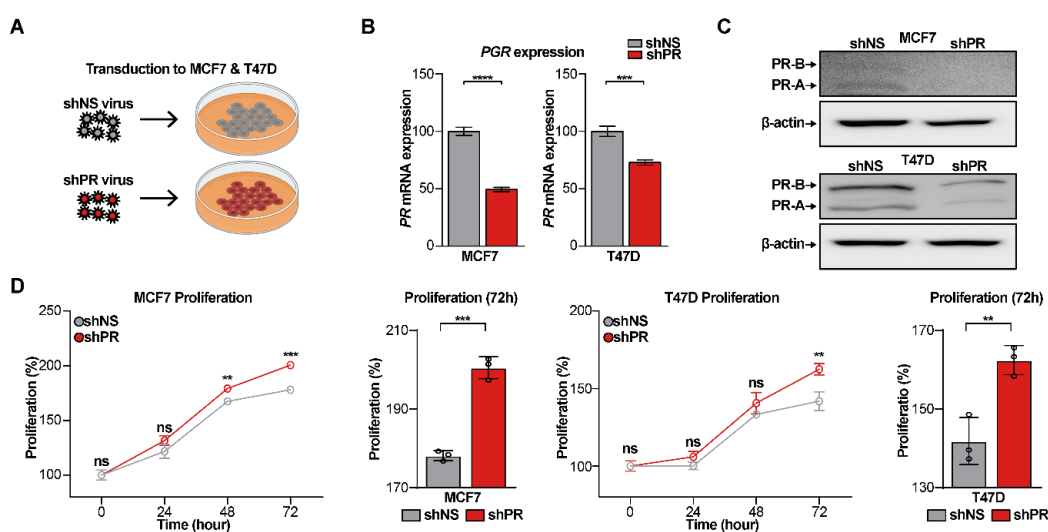 A
Transduction to MCF7 & T47D
shNS virus
shPR virus
B
PGR expression
shNS
shPR
PR mRNA expression
150
100
50
0
****
MCF7
PR mRNA expression
150
100
50
0
***
T47D
C
MCF7
shNS shPR
PR-B
PR-A
β-actin
T47D
shNS shPR
PR-B
PR-A
β-actin
D
MCF7 Proliferation
shNS
shPR
Proliferation (%)
250
200
150
100
ns
ns
**
***
0 24 48 72
Time (hour)
Proliferation (72h)
Proliferation (%)
210
190
170
***
MCF7
shNS shPR
T47D Proliferation
shNS
shPR
Proliferation (%)
200
150
100
ns
ns
ns
**
0 24 48 72
Time (hour)
Proliferation (72h)
Proliferatio (%)
170
150
130
**
T47D
shNS shPR